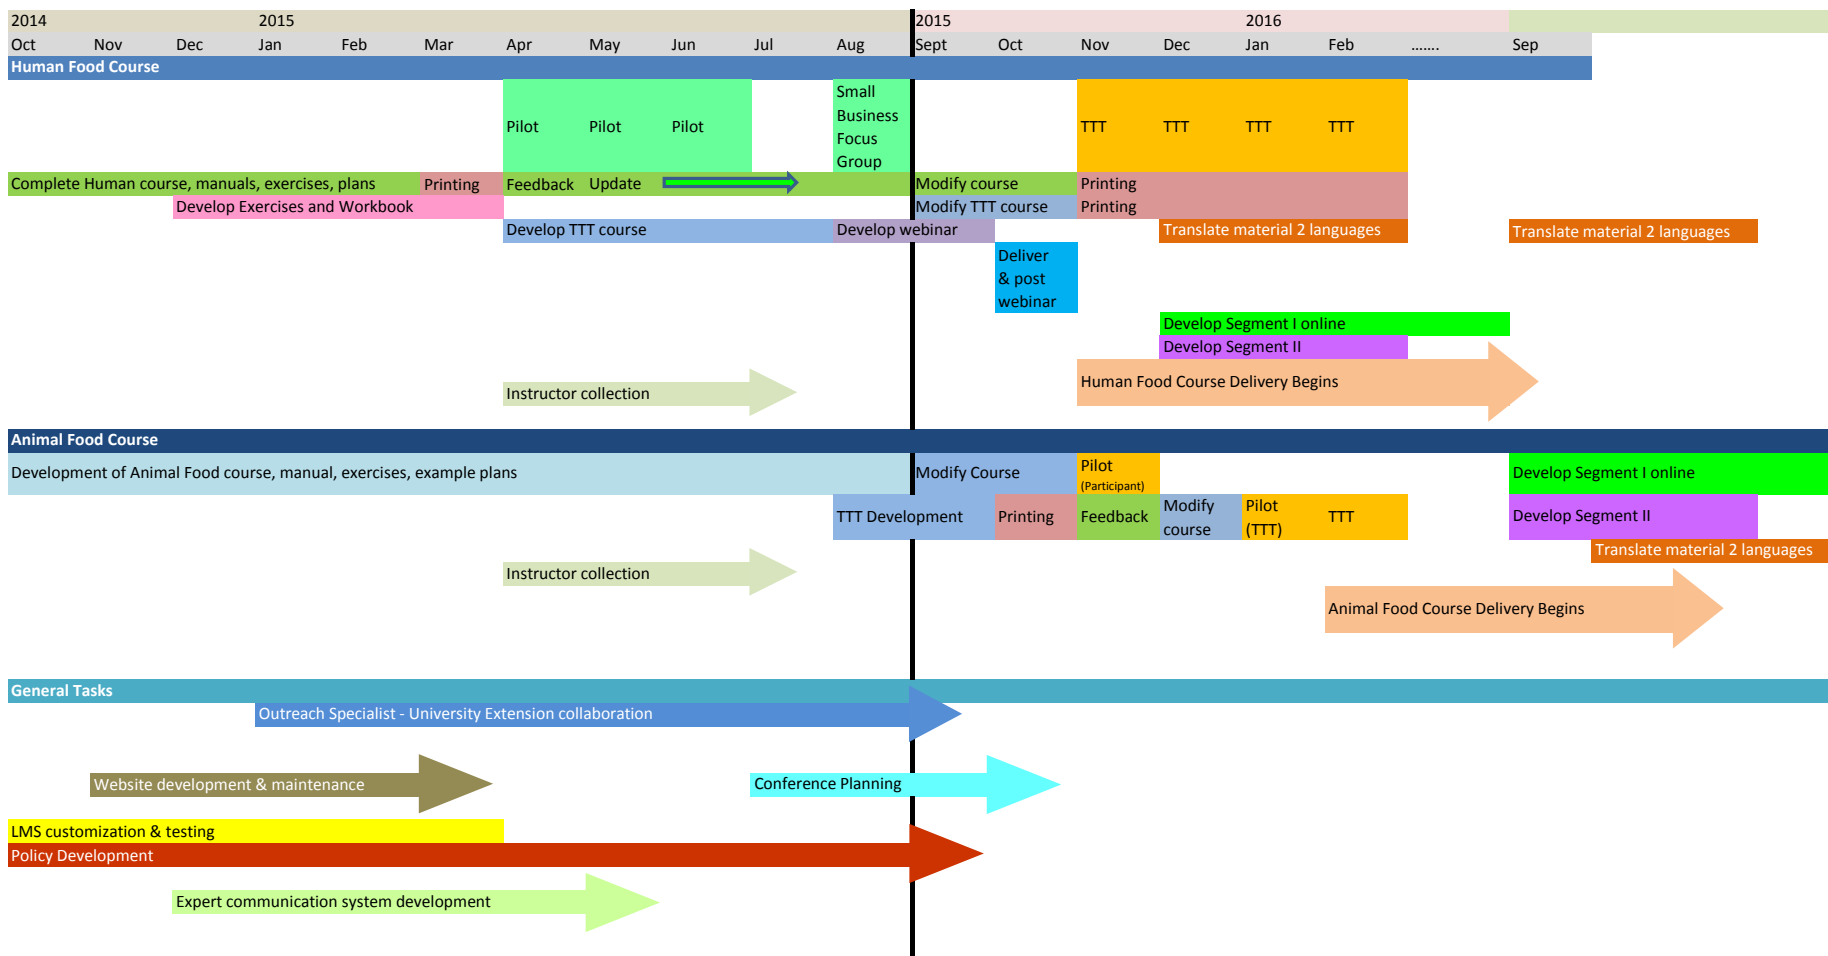 2014 2015 2015 2016
Oct Nov Dec Jan Feb Mar Apr May Jun Jul Aug Sept Oct Nov Dec Jan Feb ....... Sep
Human Food Course
Small
Business
Focus
Group
Pilot Pilot Pilot TTT TTT TTT TTT
Complete Human course, manuals, exercises, plans Printing Feedback Update Modify course Printing
Develop Exercises and Workbook Modify TTT course Printing
Develop TTT course Develop webinar Translate material 2 languages Translate material 2 languages
Deliver
& post
webinar
Develop Segment I online
Develop Segment II
Human Food Course Delivery Begins
Instructor collection
Animal Food Course
Development of Animal Food course, manual, exercises, example plans Modify Course Pilot
(Participant)
Develop Segment I online
TTT Development Printing Feedback Modify
course
Pilot
(TTT)
TTT Develop Segment II
Translate material 2 languages
Instructor collection
Animal Food Course Delivery Begins
General Tasks
Outreach Specialist - University Extension collaboration
Website development & maintenance Conference Planning
LMS customization & testing
Policy Development
Expert communication system development